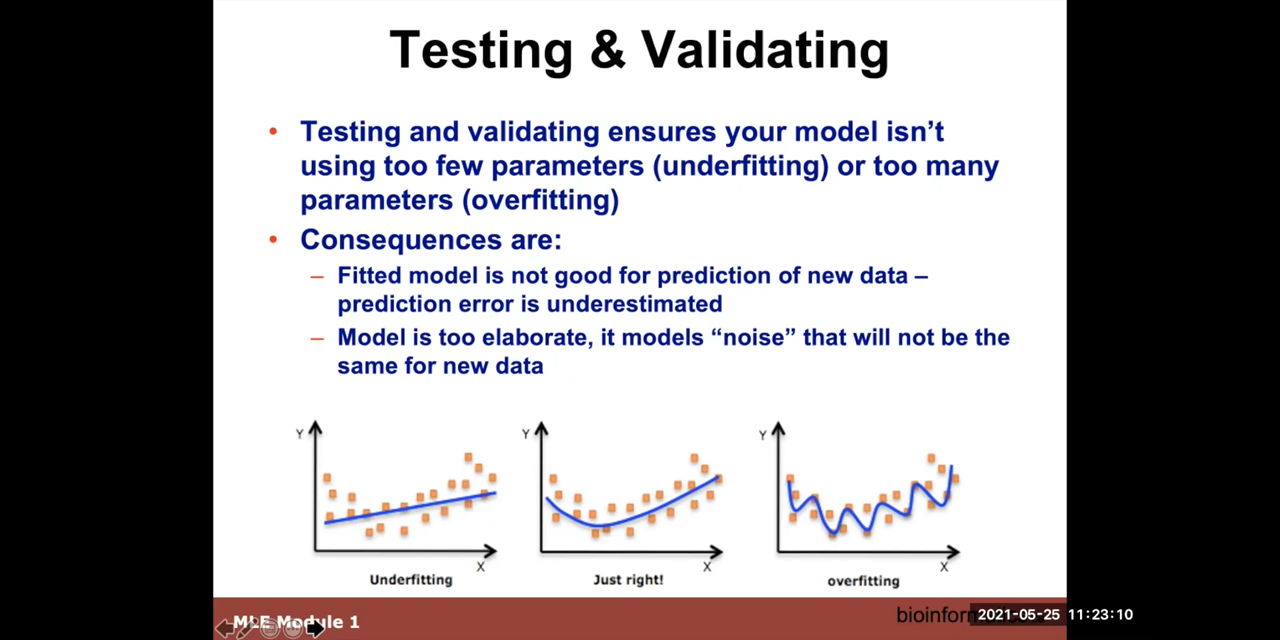 Testing & Validating
• Testing and validating ensures your model isn’t
using too few parameters (underfitting) or too many
parameters (overfitting)
• Consequences are:
– Fitted model is not good for prediction of new data –
prediction error is underestimated
– Model is too elaborate, it models “noise” that will not be the
same for new data
Y
X
Underfitting
Y
X
Just right!
Y
X
overfitting
MLE Module 1
2021-05-25 11:23:10